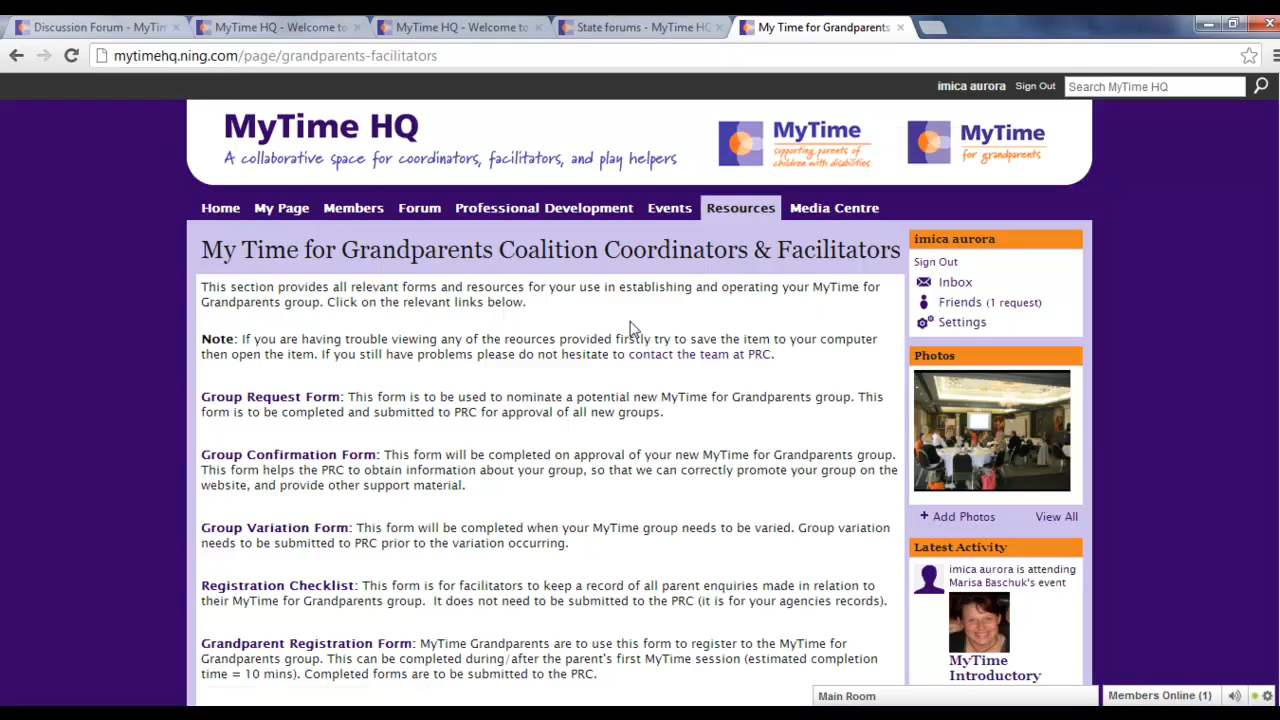 Discussion Forum - MyTim
MyTime HQ - Welcome to
MyTime HQ - Welcome to
State forums - MyTime HQ
My Time for Grandparents
mytimehq.ning.com/page/grandparents-facilitators
imica aurora Sign Out Search MyTime HQ
MyTime HQ
A collaborative space for coordinators, facilitators, and play helpers
MyTime
supporting parents of
children with disabilities
MyTime
for grandparents
Home My Page Members Forum Professional Development Events Resources Media Centre
My Time for Grandparents Coalition Coordinators & Facilitators
This section provides all relevant forms and resources for your use in establishing and operating your MyTime for
Grandparents group. Click on the relevant links below.
Note: If you are having trouble viewing any of the reources provided firstly try to save the item to your computer
then open the item. If you still have problems please do not hesitate to contact the team at PRC.
Group Request Form: This form is to be used to nominate a potential new MyTime for Grandparents group. This
form is to be completed and submitted to PRC for approval of all new groups.
Group Confirmation Form: This form will be completed on approval of your new MyTime for Grandparents group.
This form helps the PRC to obtain information about your group, so that we can correctly promote your group on the
website, and provide other support material.
Group Variation Form: This form will be completed when your MyTime group needs to be varied. Group variation
needs to be submitted to PRC prior to the variation occurring.
Registration Checklist: This form is for facilitators to keep a record of all parent enquiries made in relation to
their MyTime for Grandparents group. It does not need to be submitted to the PRC (it is for your agencies records).
Grandparent Registration Form: MyTime Grandparents are to use this form to register to the MyTime for
Grandparents group. This can be completed during/after the parent's first MyTime session (estimated completion
time = 10 mins). Completed forms are to be submitted to the PRC.
imica aurora
Sign Out
Inbox
Friends (1 request)
Settings
Photos
+ Add Photos View All
Latest Activity
imica aurora is attending
Marisa Baschuk's event
MyTime
Introductory
Main Room
Members Online (1)